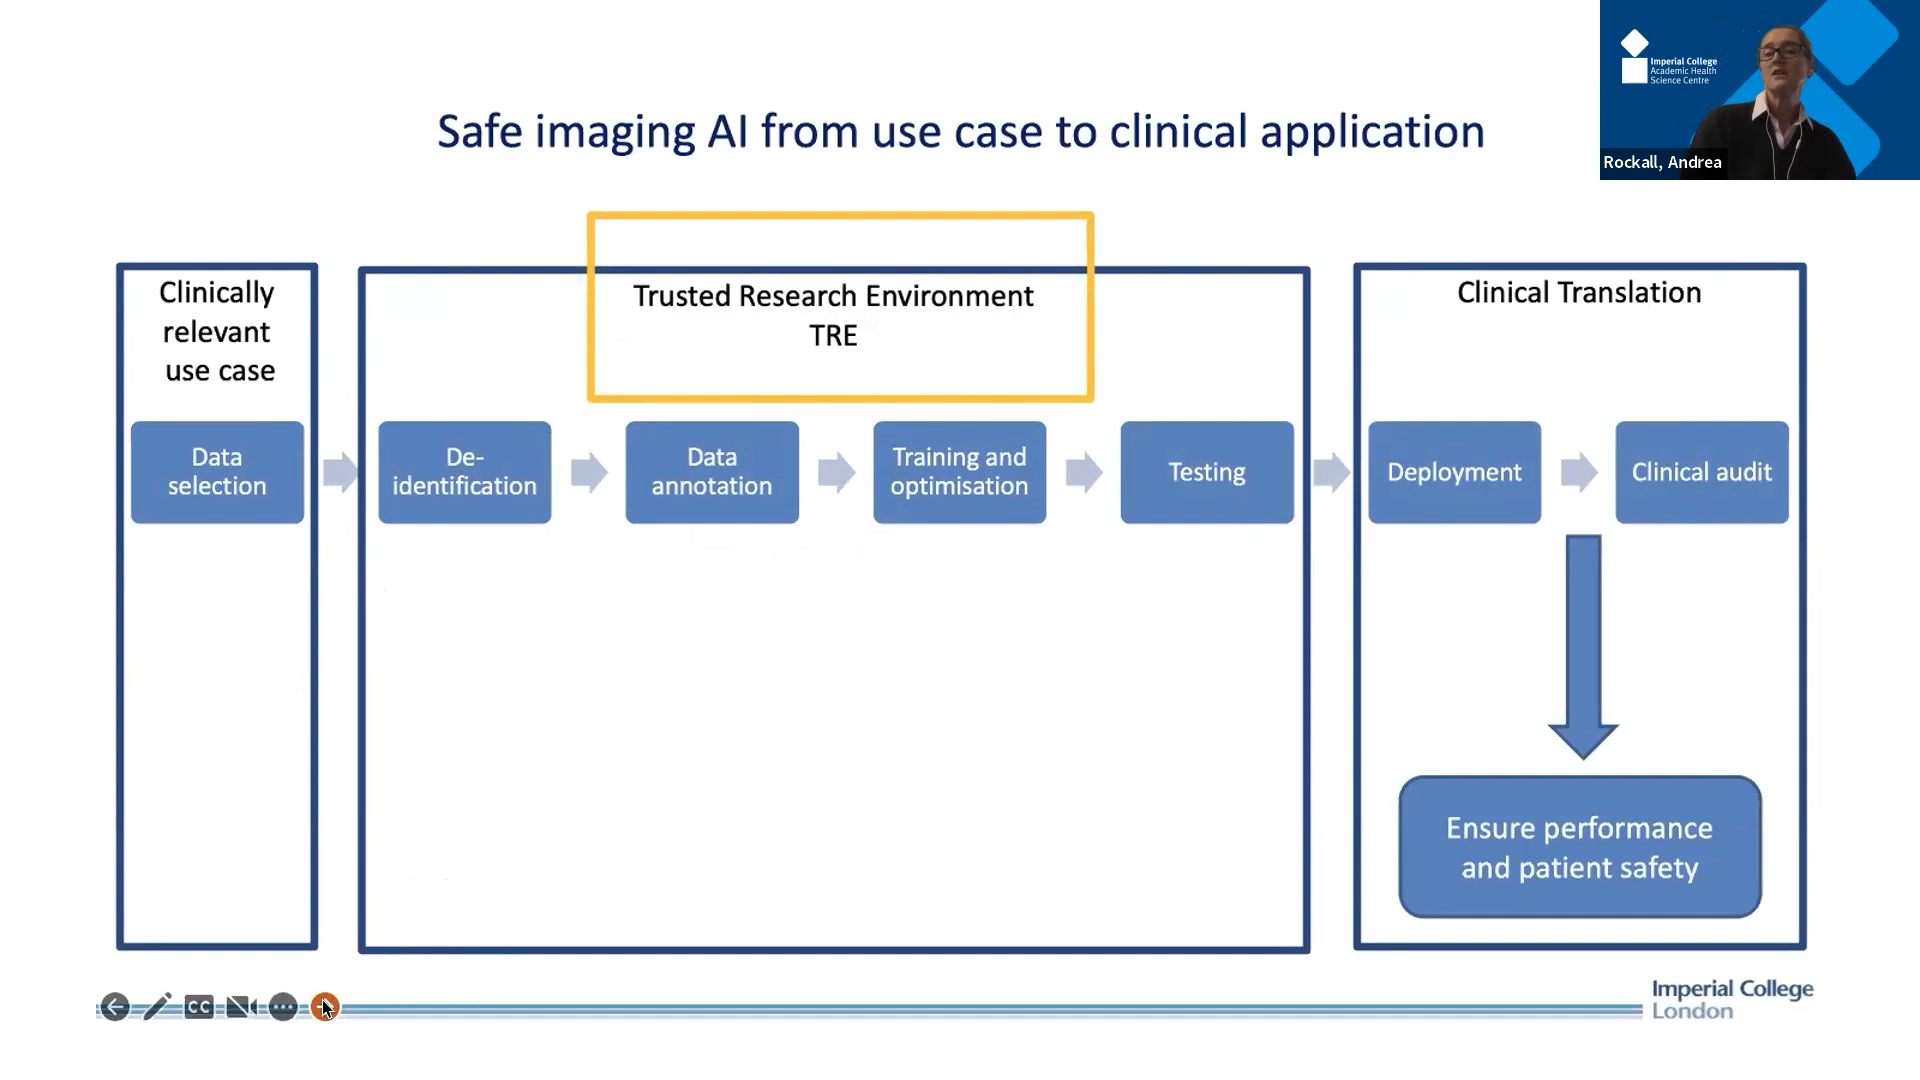 Imperial College
Academic Health
Science Centre
Rockall, Andrea
Safe imaging AI from use case to clinical application
Clinically
relevant
use case
Trusted Research Environment
TRE
Clinical Translation
Data
selection
De-
identification
Data
annotation
Training and
optimisation
Testing
Deployment
Clinical audit
Ensure performance
and patient safety
CC
Imperial College
London